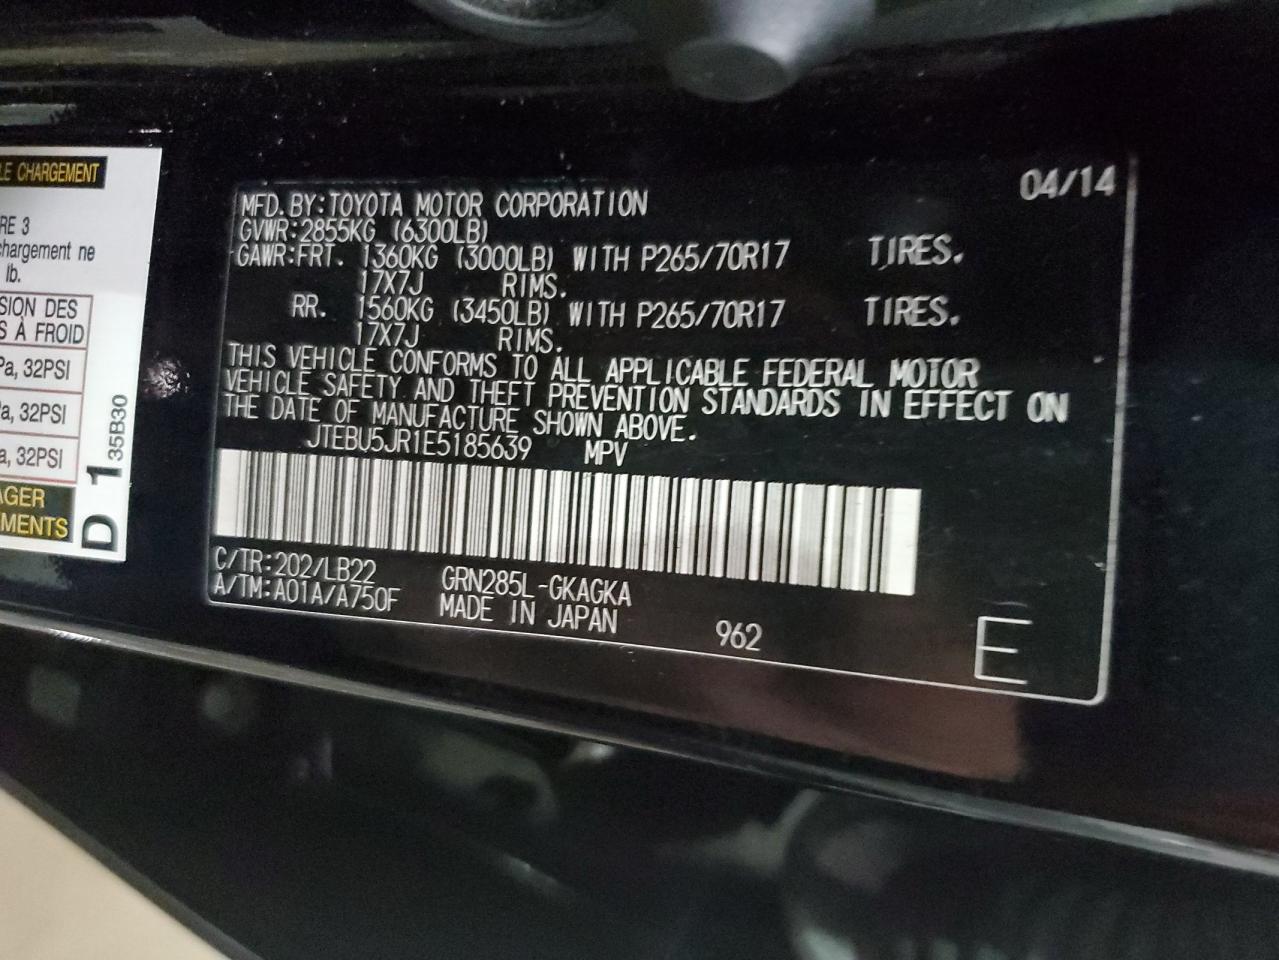 LE CHARGEMENT
RE 3
chargement ne
lb.
SION DES
S À FROID
Pa, 32PSI
a, 32PSI
a, 32PSI
AGER
MENTS
D 1
35B30
04/14
MFD. BY: TOYOTA MOTOR CORPORATION
GVWR: 2855KG (6300LB)
GAWR: FRT. 1360KG (3000LB) WITH P265/70R17 TIRES.
17X7J RIMS.
RR. 1560KG (3450LB) WITH P265/70R17 TIRES.
17X7J RIMS.
THIS VEHICLE CONFORMS TO ALL APPLICABLE FEDERAL MOTOR
VEHICLE SAFETY AND THEFT PREVENTION STANDARDS IN EFFECT ON
THE DATE OF MANUFACTURE SHOWN ABOVE.
JTEBU5JR1E5185639 MPV
C/TR: 202/LB22 GRN285L-GKAGKA
A/TM: A01A/A750F MADE IN JAPAN 962
E